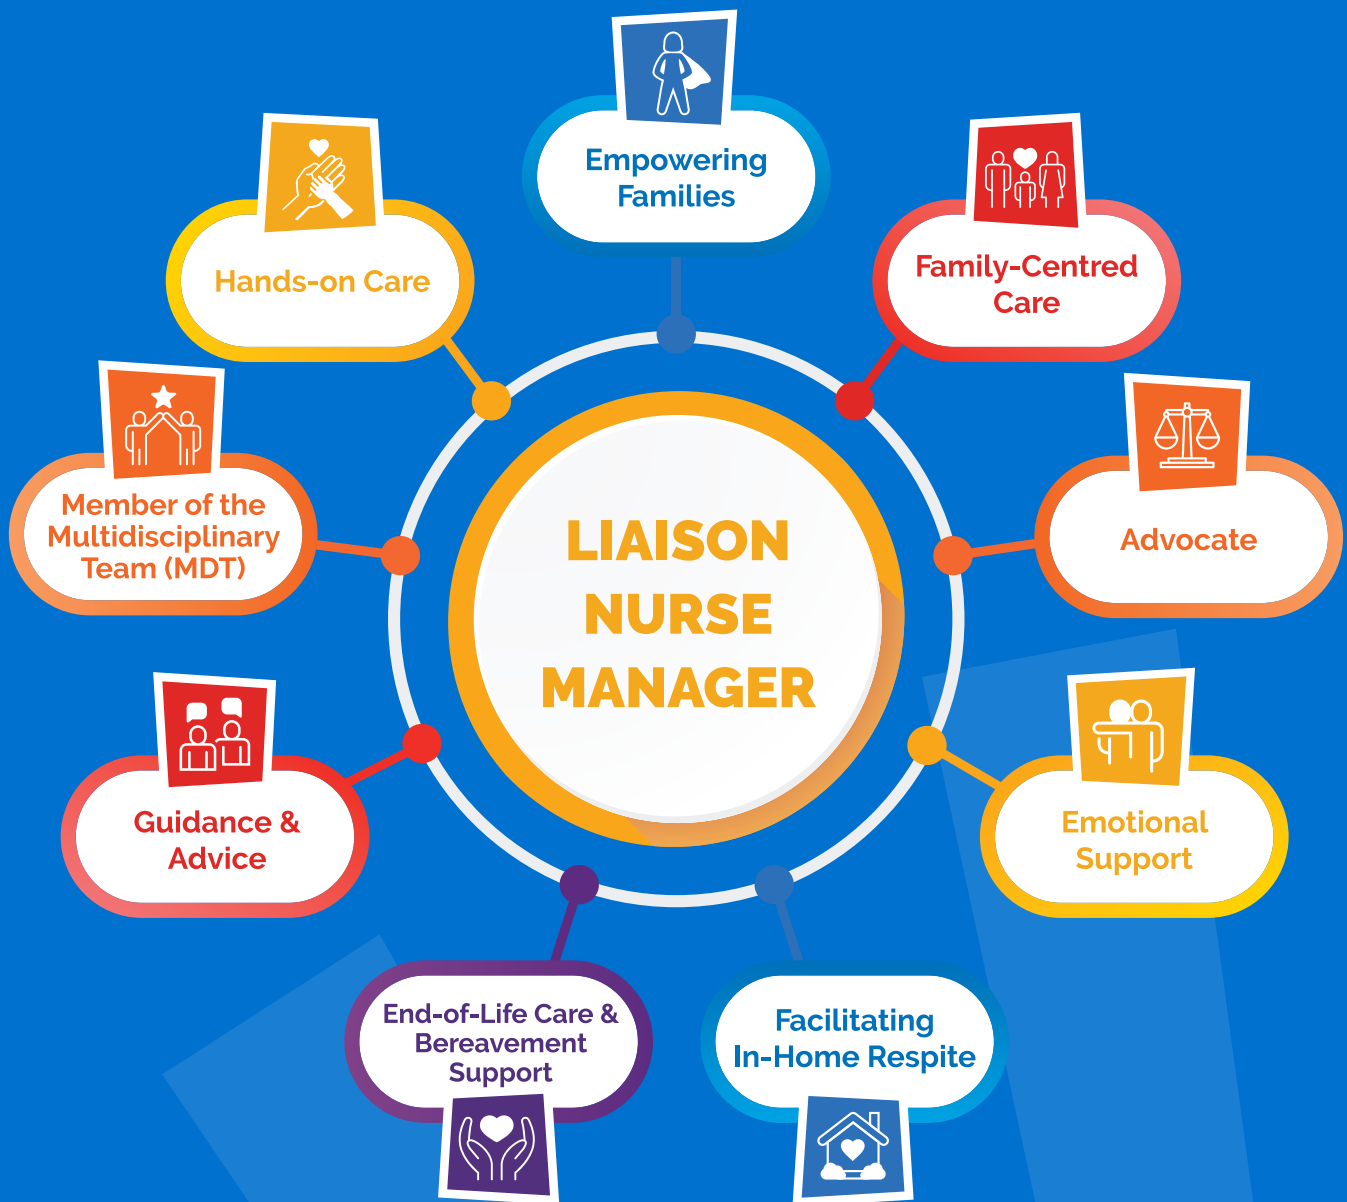 Empowering
Families
Hands-on Care
Family-Centred
Care
Member of the
Multidisciplinary
Team (MDT)
LIAISON
NURSE
MANAGER
Advocate
Guidance &
Advice
Emotional
Support
End-of-Life Care &
Bereavement
Support
Facilitating
In-Home Respite